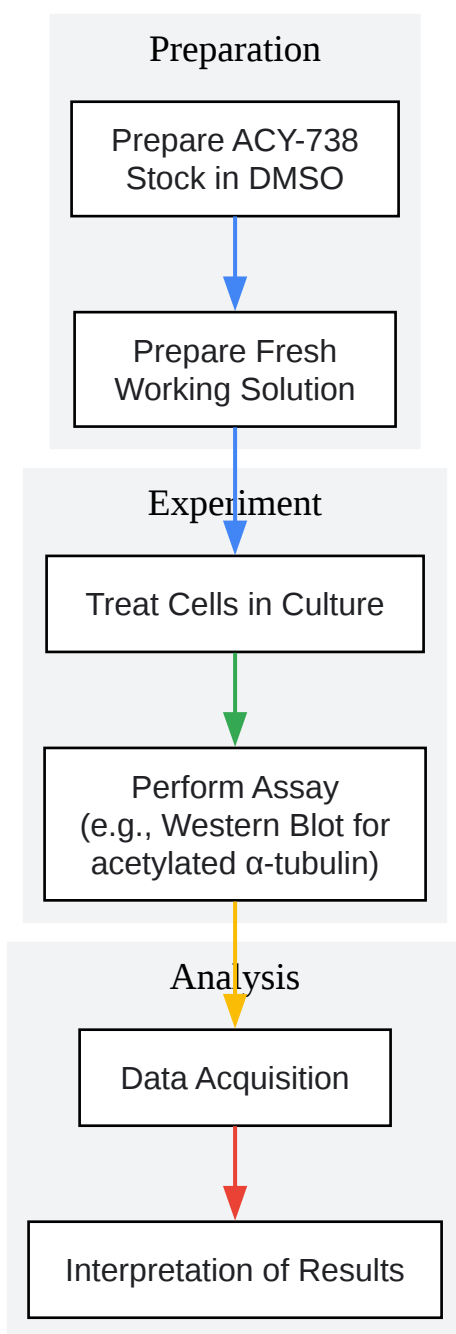 Preparation
Prepare ACY-738
Stock in DMSO
Prepare Fresh
Working Solution
Experiment
Treat Cells in Culture
Perform Assay
(e.g., Western Blot for
acetylated α-tubulin)
Analysis
Data Acquisition
Interpretation of Results